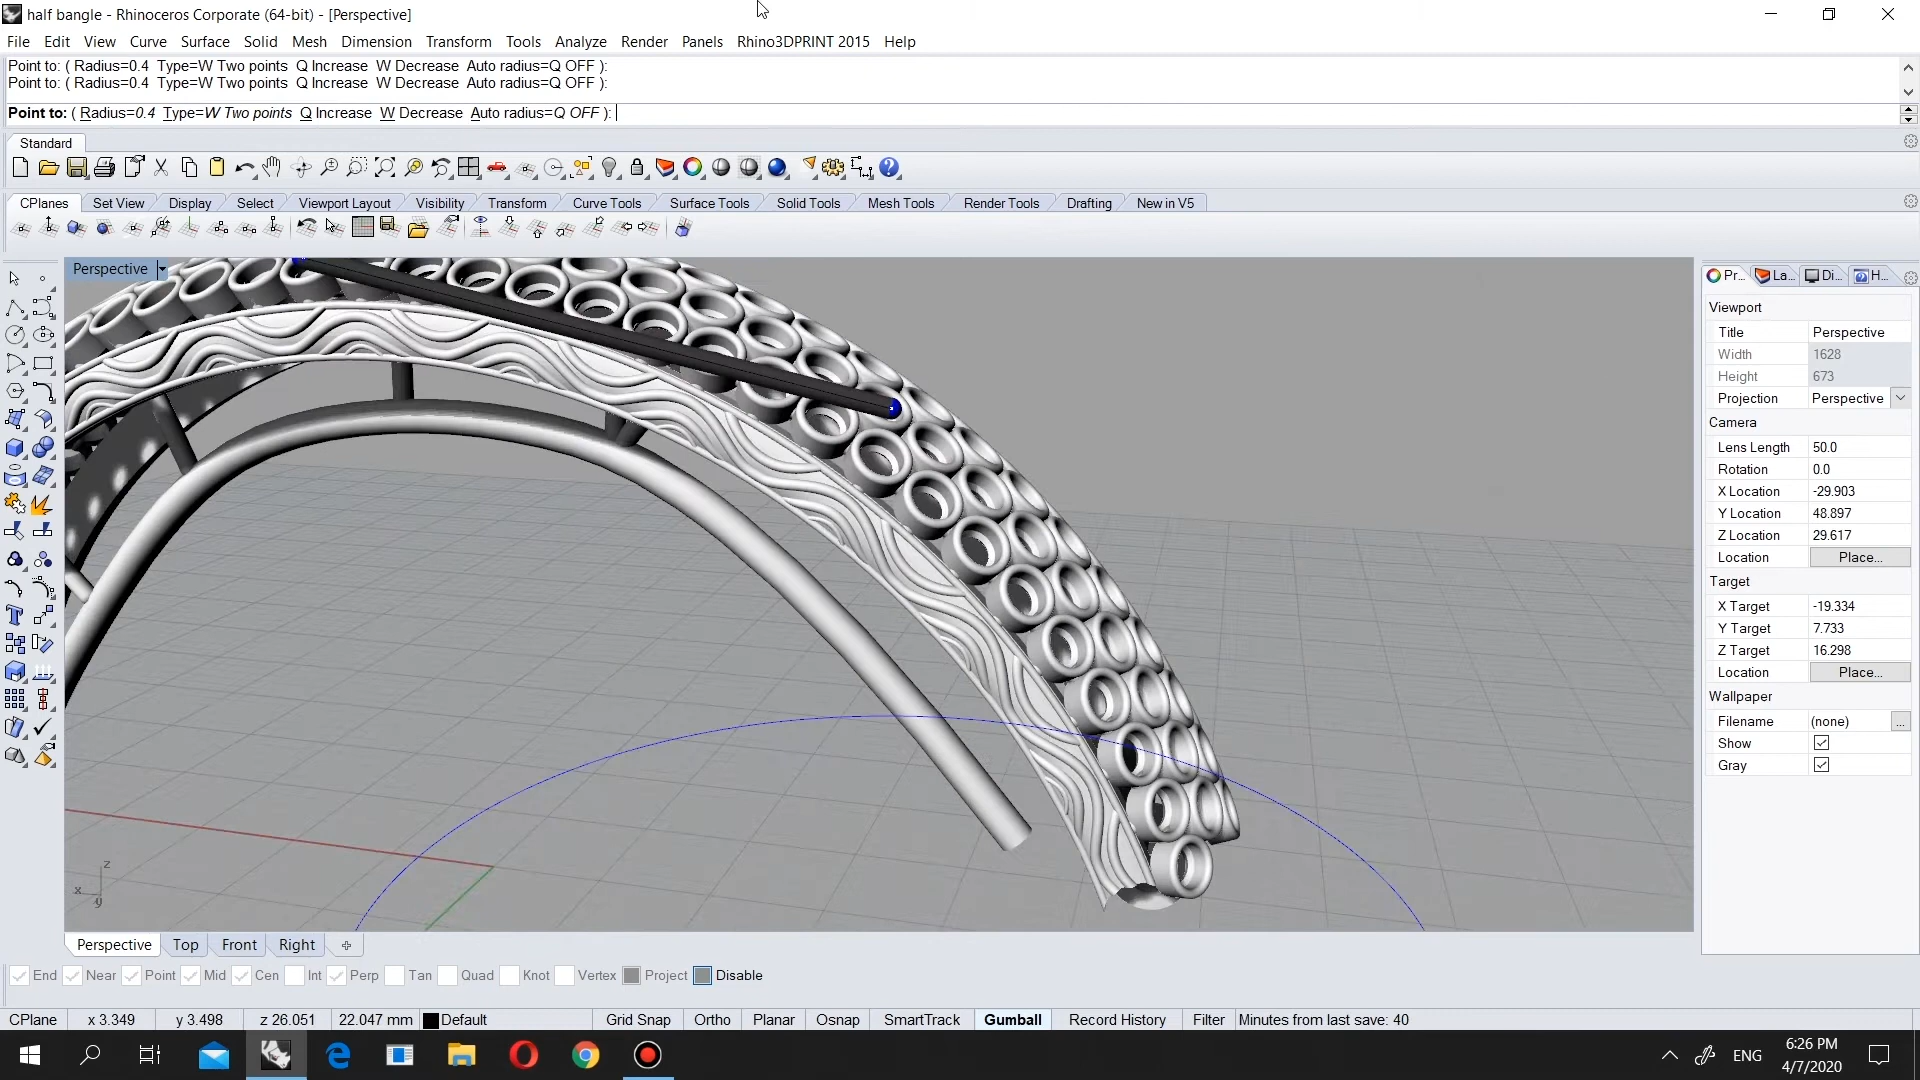 half bangle - Rhinoceros Corporate (64-bit) - [Perspective]
File Edit View Curve Surface Solid Mesh Dimension Transform Tools Analyze Render Panels Rhino3DPRINT 2015 Help
Point to: ( Radius=0.4 Type=W Two points Q Increase W Decrease Auto radius=Q OFF ):
Point to: ( Radius=0.4 Type=W Two points Q Increase W Decrease Auto radius=Q OFF ):
Point to: ( Radius=0.4 Type=W Two points Q Increase W Decrease Auto radius=Q OFF ):
Standard
CPlanes Set View Display Select Viewport Layout Visibility Transform Curve Tools Surface Tools Solid Tools Mesh Tools Render Tools Drafting New in V5
Perspective
Pr... La... Di... H...
Viewport
Title Perspective
Width 1628
Height 673
Projection Perspective
Camera
Lens Length 50.0
Rotation 0.0
X Location -29.903
Y Location 48.897
Z Location 29.617
Location Place...
Target
X Target -19.334
Y Target 7.733
Z Target 16.298
Location Place...
Wallpaper
Filename (none) ...
Show
Gray
z
x
y
Perspective Top Front Right
End Near Point Mid Cen Int Perp Tan Quad Knot Vertex Project Disable
CPlane x 3.349 y 3.498 z 26.051 22.047 mm Default Grid Snap Ortho Planar Osnap SmartTrack Gumball Record History Filter Minutes from last save: 40
ENG
6:26 PM
4/7/2020